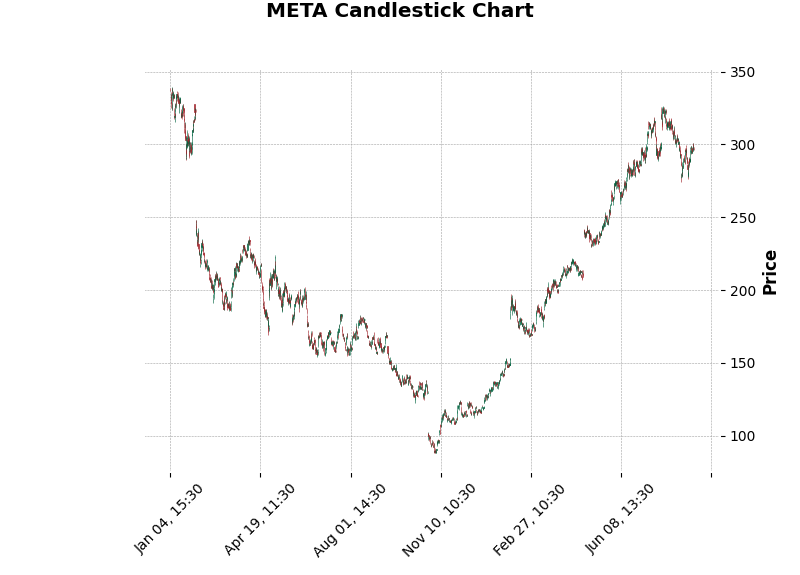 META Candlestick Chart
350
300
250
200
150
100
Price
Jan 04, 15:30
Apr 19, 11:30
Aug 01, 14:30
Nov 10, 10:30
Feb 27, 10:30
Jun 08, 13:30